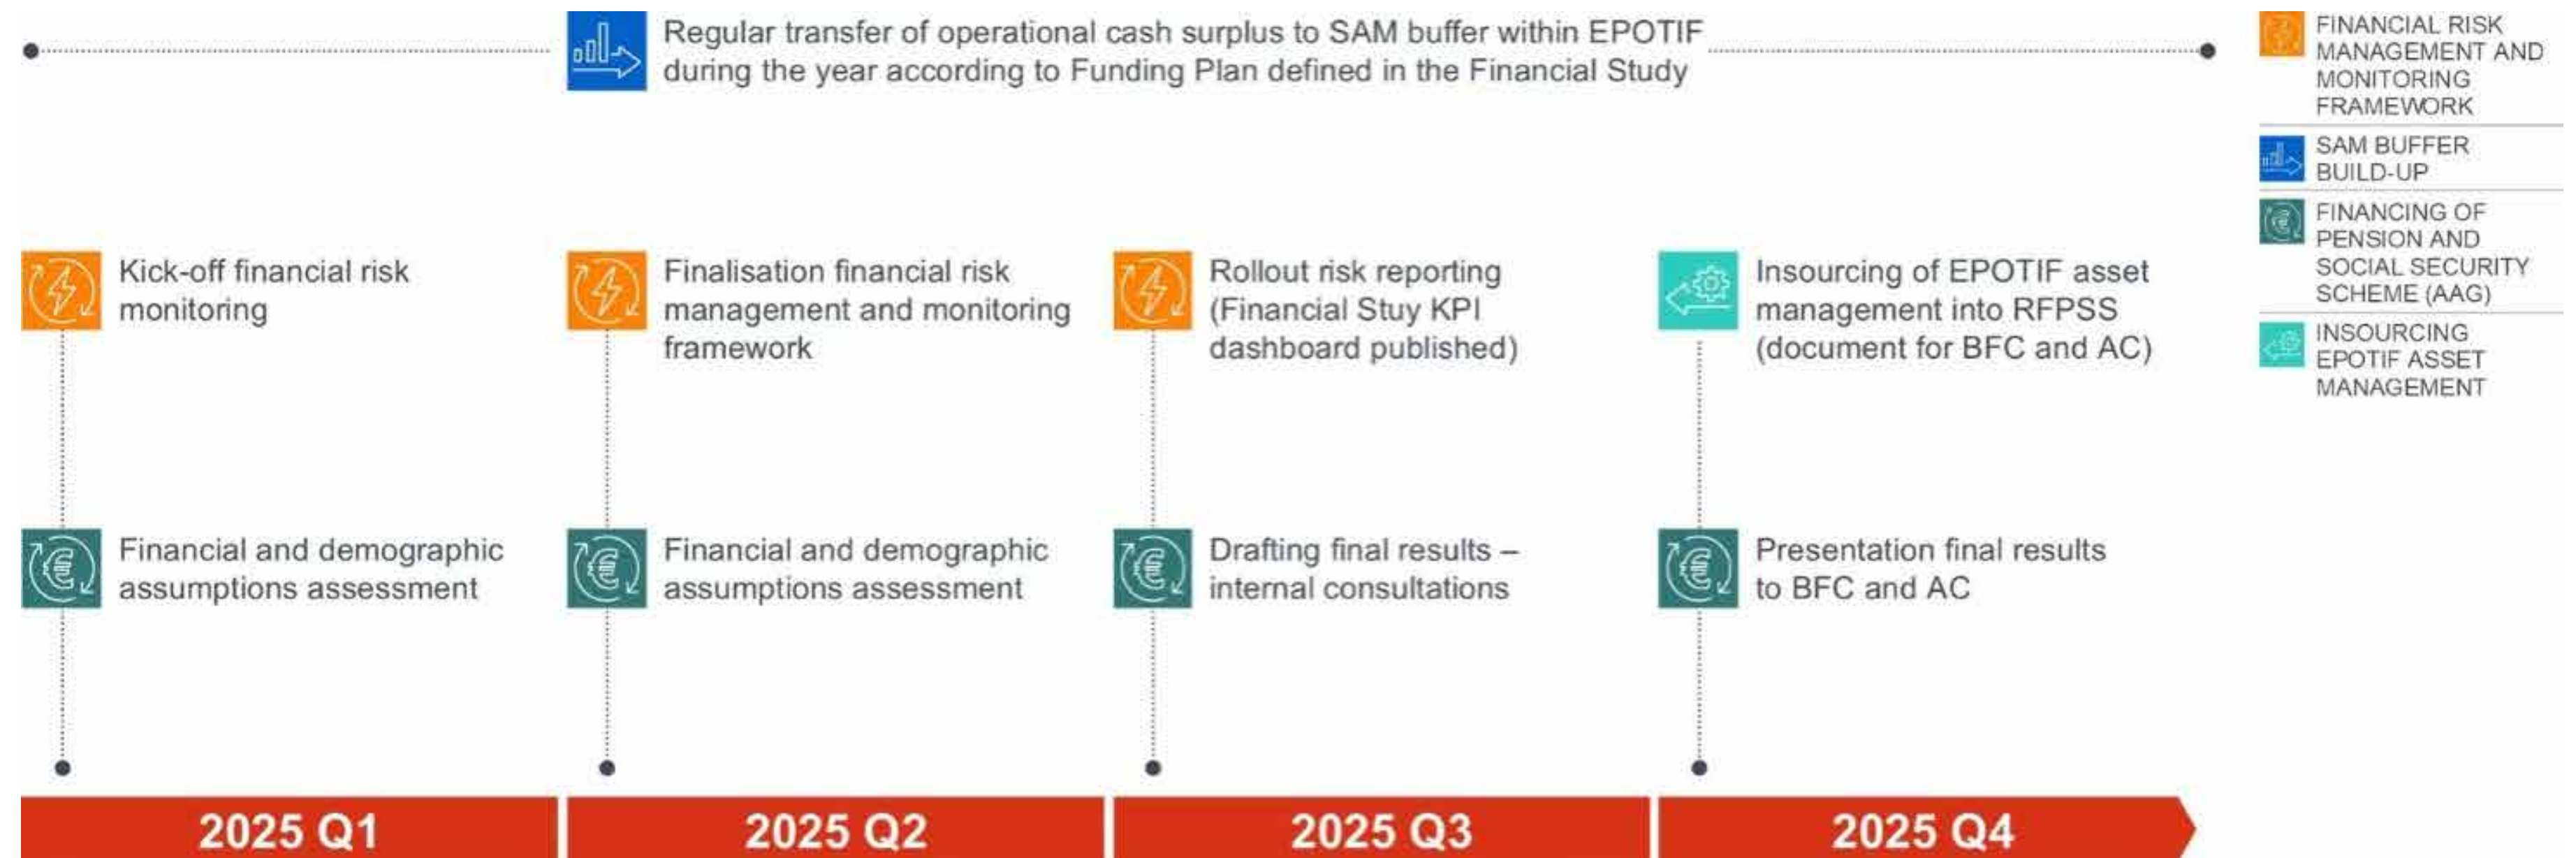 Regular transfer of operational cash surplus to SAM buffer within EPOTIF
during the year according to Funding Plan defined in the Financial Study
Kick-off financial risk
monitoring
Finalisation financial risk
management and monitoring
framework
Rollout risk reporting
(Financial Stuy KPI
dashboard published)
Insourcing of EPOTIF asset
management into RFPSS
(document for BFC and AC)
Financial and demographic
assumptions assessment
Financial and demographic
assumptions assessment
Drafting final results –
internal consultations
Presentation final results
to BFC and AC
2025 Q1
2025 Q2
2025 Q3
2025 Q4
FINANCIAL RISK
MANAGEMENT AND
MONITORING
FRAMEWORK
SAM BUFFER
BUILD-UP
FINANCING OF
PENSION AND
SOCIAL SECURITY
SCHEME (AAG)
INSOURCING
EPOTIF ASSET
MANAGEMENT